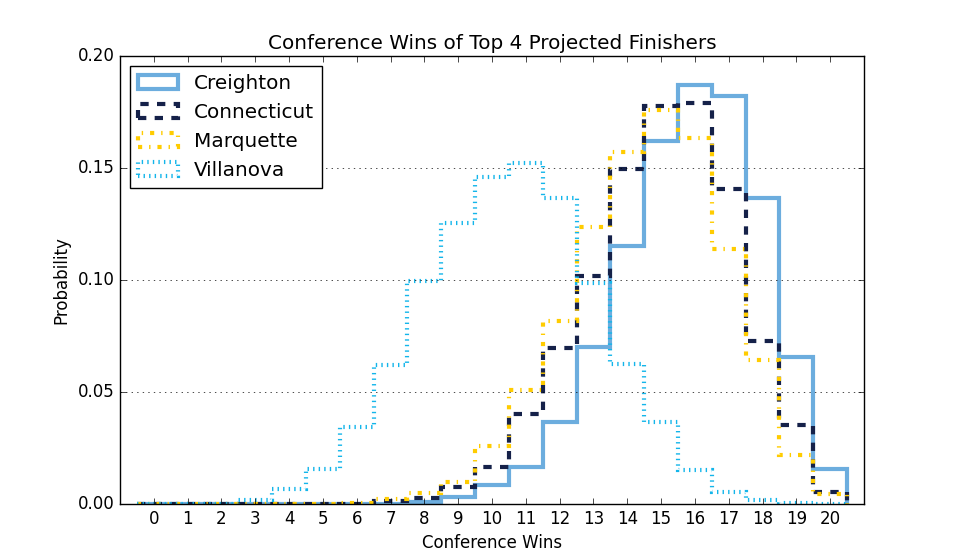 Conference Wins of Top 4 Projected Finishers
0.20
0.15
0.10
0.05
0.00
Probability
Creighton
Connecticut
Marquette
Villanova
0 1 2 3 4 5 6 7 8 9 10 11 12 13 14 15 16 17 18 19 20
Conference Wins